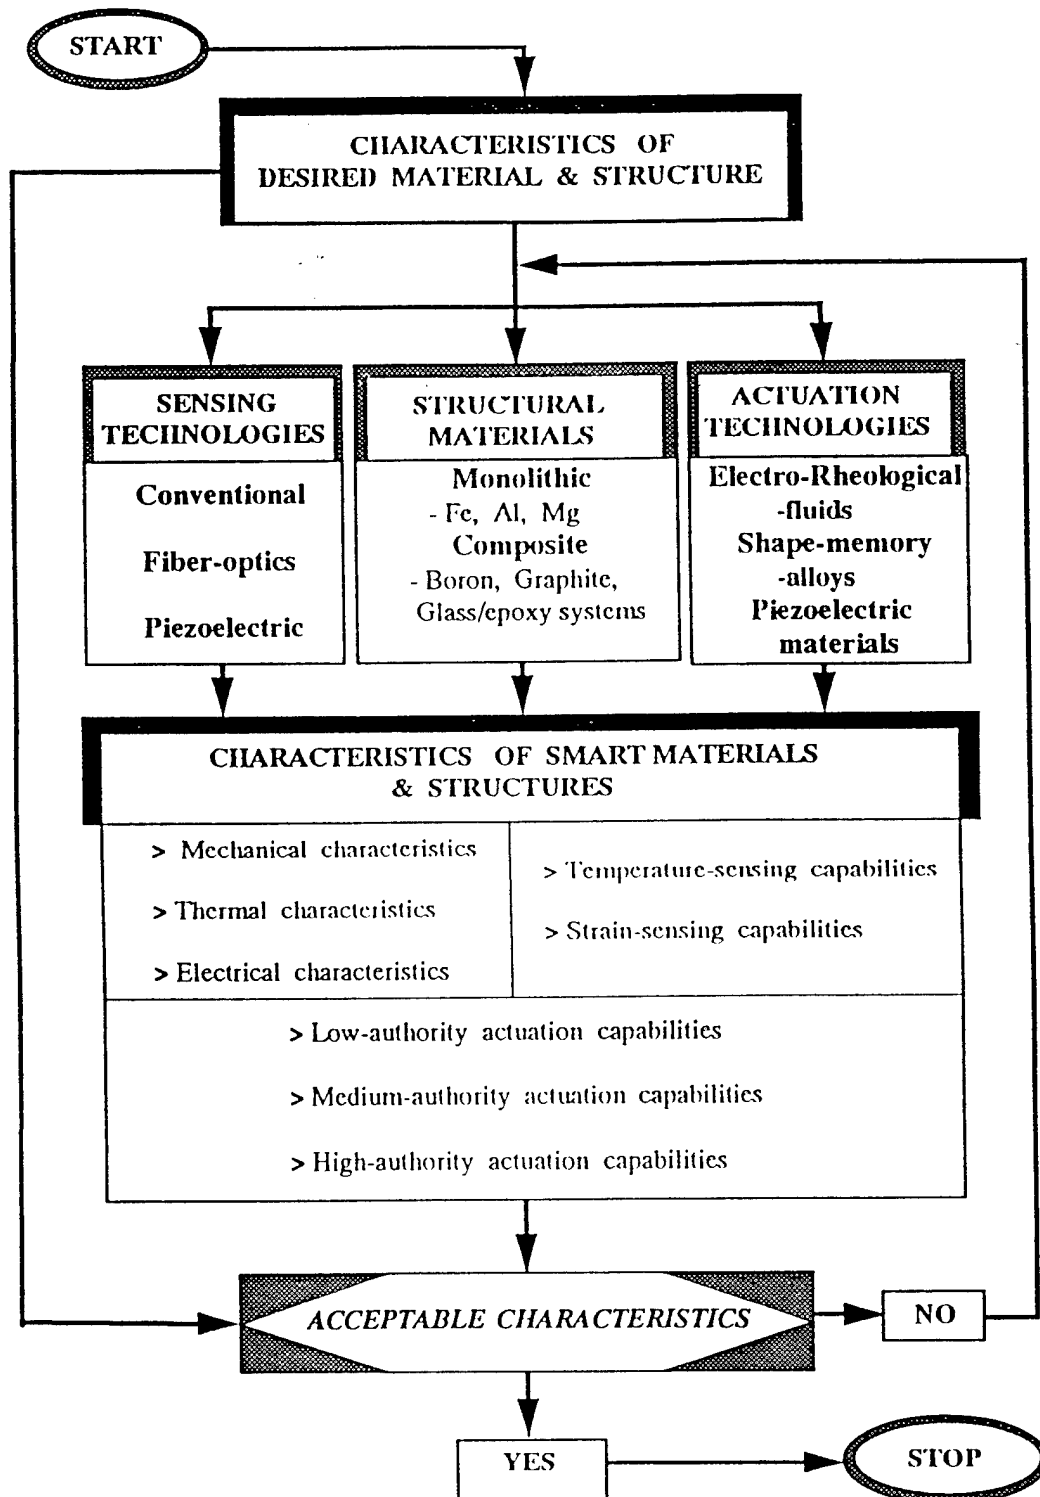 START
CHARACTERISTICS OF
DESIRED MATERIAL & STRUCTURE
SENSING
TECHNOLOGIES
Conventional
Fiber-optics
Piezoelectric
STRUCTURAL
MATERIALS
Monolithic
- Fe, Al, Mg
Composite
- Boron, Graphite,
Glass/epoxy systems
ACTUATION
TECHNOLOGIES
Electro-Rheological
-fluids
Shape-memory
-alloys
Piezoelectric
materials
CHARACTERISTICS OF SMART MATERIALS
& STRUCTURES
> Mechanical characteristics
> Thermal characteristics
> Electrical characteristics
> Temperature-sensing capabilities
> Strain-sensing capabilities
> Low-authority actuation capabilities
> Medium-authority actuation capabilities
> High-authority actuation capabilities
ACCEPTABLE CHARACTERISTICS
NO
YES
STOP